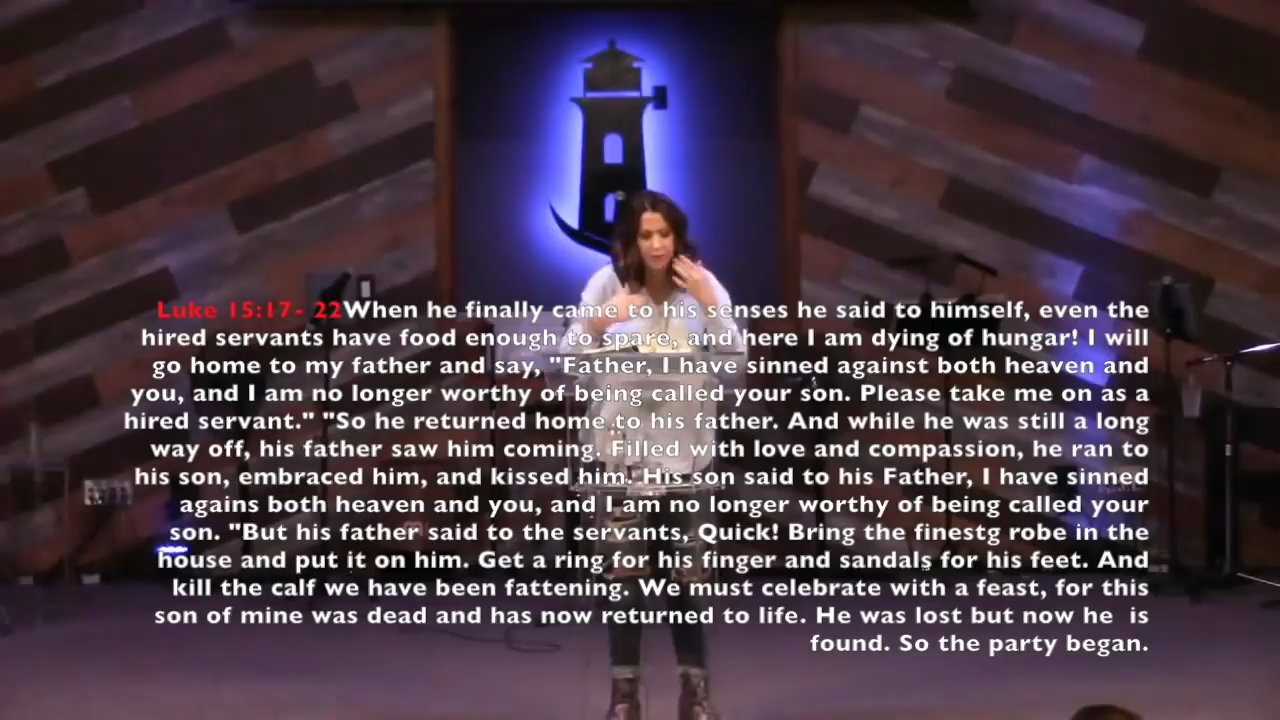 Luke 15:17- 22When he finally came to his senses he said to himself, even the
hired servants have food enough to spare, and here I am dying of hungar! I will
go home to my father and say, "Father, I have sinned against both heaven and
you, and I am no longer worthy of being called your son. Please take me on as a
hired servant." "So he returned home to his father. And while he was still a long
way off, his father saw him coming. Filled with love and compassion, he ran to
his son, embraced him, and kissed him. His son said to his Father, I have sinned
agains both heaven and you, and I am no longer worthy of being called your
son. "But his father said to the servants, Quick! Bring the finestg robe in the
house and put it on him. Get a ring for his finger and sandals for his feet. And
kill the calf we have been fattening. We must celebrate with a feast, for this
son of mine was dead and has now returned to life. He was lost but now he  is
found. So the party began.